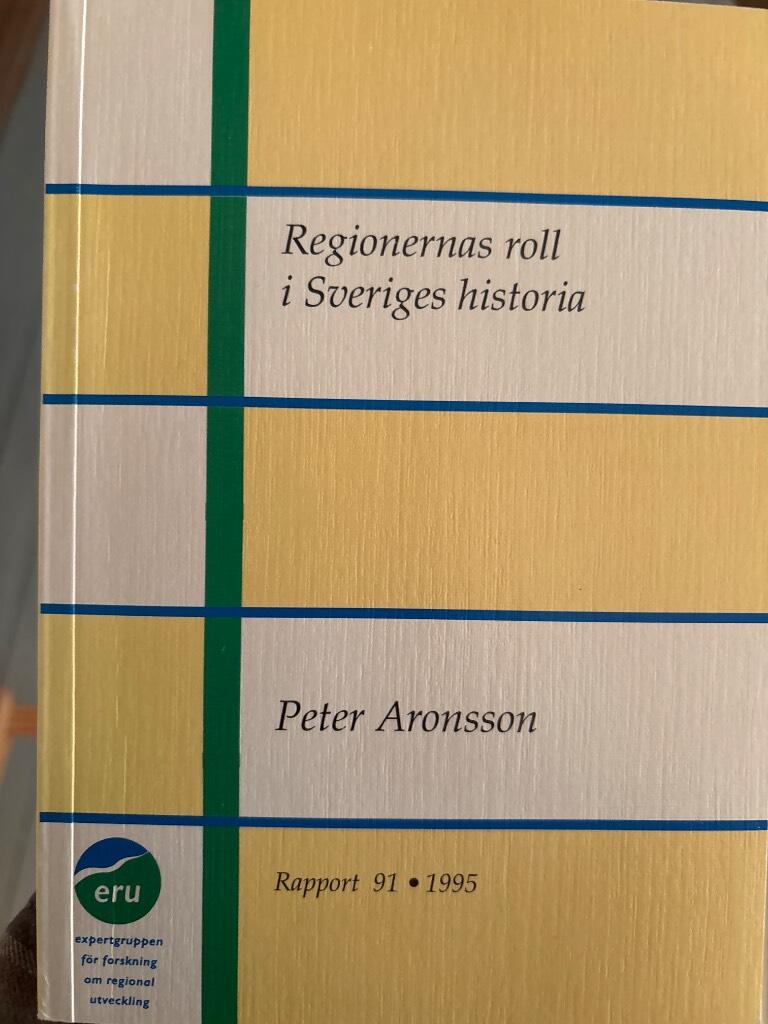 Regionernas roll
i Sveriges historia
Peter Aronsson
Rapport 91 • 1995
eru
expertgruppen
för forskning
om regional
utveckling